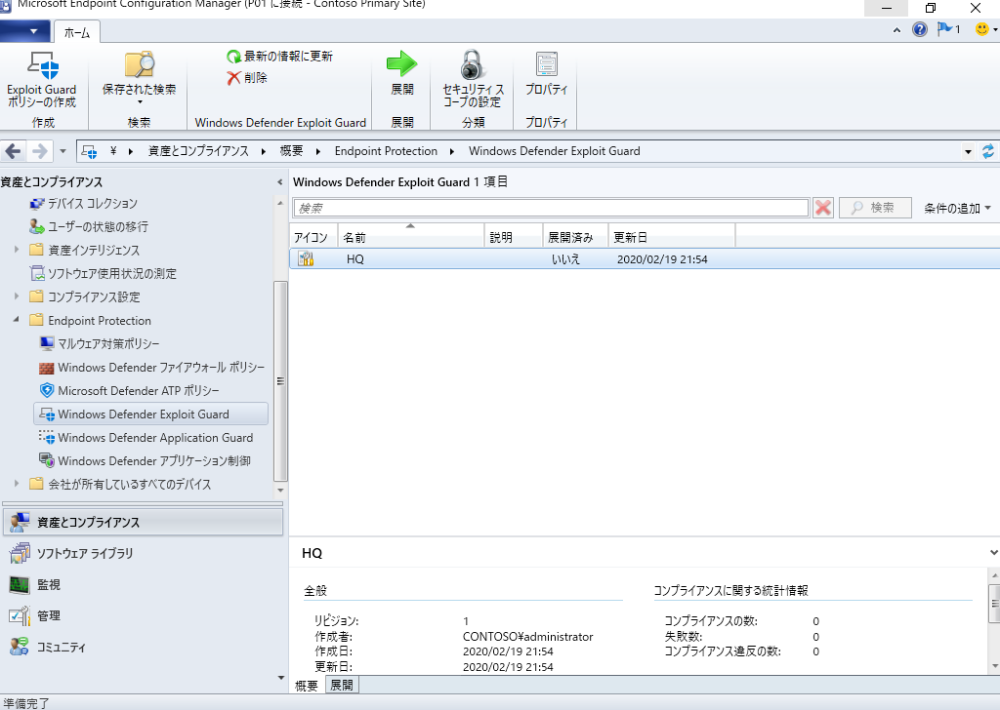 Microsoft Endpoint Configuration Manager (P01 に接続 - Contoso Primary Site)
ホーム
1
Exploit Guard
ポリシーの作成
作成
保存された検索
検索
最新の情報に更新
削除
Windows Defender Exploit Guard
展開
展開
セキュリティ ス
コープの設定
分類
プロパティ
プロパティ
¥ 資産とコンプライアンス 概要 Endpoint Protection Windows Defender Exploit Guard
資産とコンプライアンス
デバイス コレクション
ユーザーの状態の移行
資産インテリジェンス
ソフトウェア使用状況の測定
コンプライアンス設定
Endpoint Protection
マルウェア対策ポリシー
Windows Defender ファイアウォール ポリシー
Microsoft Defender ATP ポリシー
Windows Defender Exploit Guard
Windows Defender Application Guard
Windows Defender アプリケーション制御
会社が所有しているすべてのデバイス
資産とコンプライアンス
ソフトウェア ライブラリ
監視
管理
コミュニティ
Windows Defender Exploit Guard 1 項目
検索 検索 条件の追加
アイコン 名前 説明 展開済み 更新日
HQ いいえ 2020/02/19 21:54
HQ
全般
リビジョン: 1
作成者: CONTOSO¥administrator
作成日: 2020/02/19 21:54
更新日: 2020/02/19 21:54
コンプライアンスに関する統計情報
コンプライアンスの数: 0
失敗数: 0
コンプライアンス違反の数: 0
概要 展開
準備完了